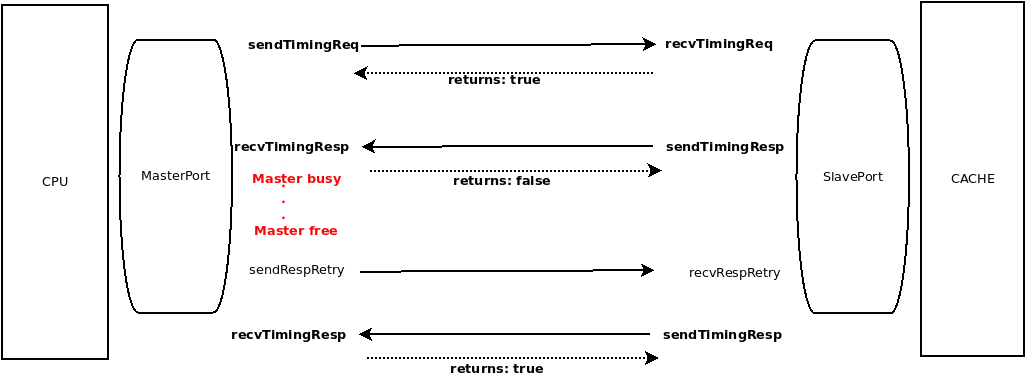 sendTimingReq
recvTimingReq
returns: true
recvTimingResp
sendTimingResp
CPU
MasterPort
Master busy
.
.
Master free
returns: false
SlavePort
CACHE
sendRespRetry
recvRespRetry
recvTimingResp
sendTimingResp
returns: true